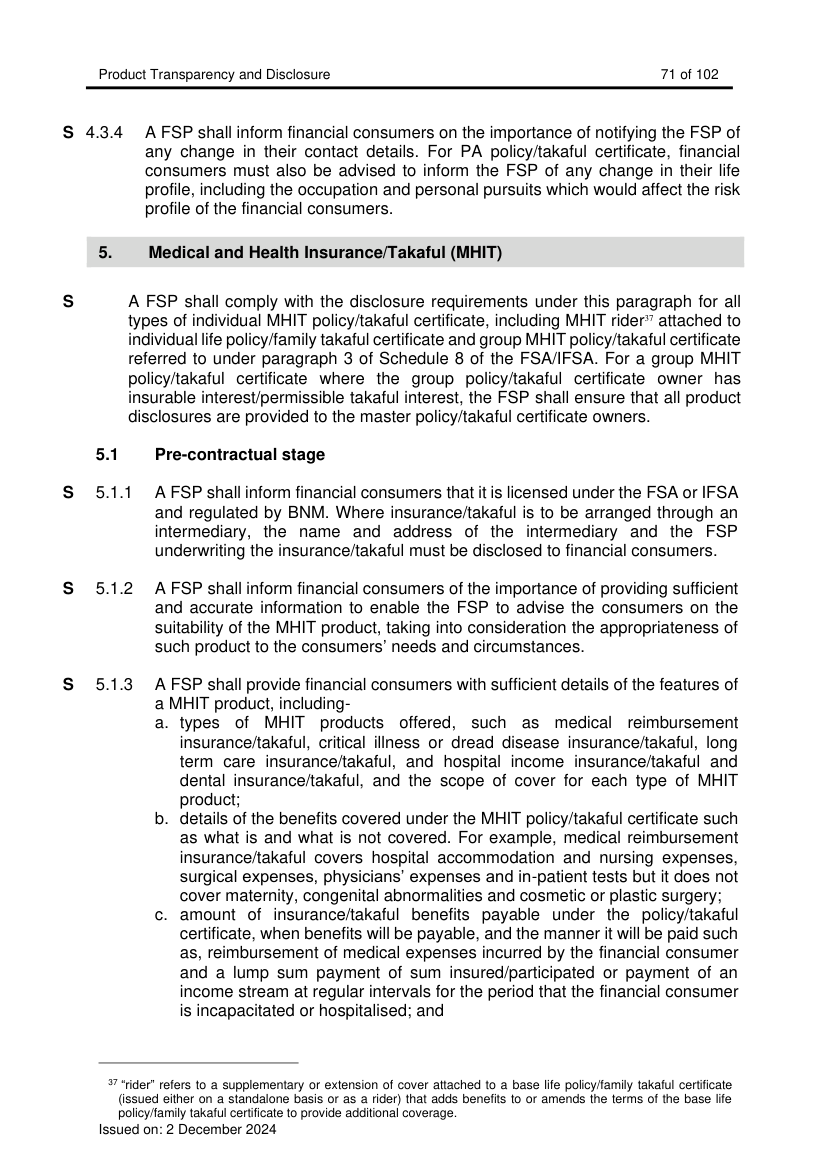 Product Transparency and Disclosure 71 of 102
S 4.3.4 A FSP shall inform financial consumers on the importance of notifying the FSP of
any change in their contact details. For PA policy/takaful certificate, financial
consumers must also be advised to inform the FSP of any change in their life
profile, including the occupation and personal pursuits which would affect the risk
profile of the financial consumers.
5. Medical and Health Insurance/Takaful (MHIT)
S A FSP shall comply with the disclosure requirements under this paragraph for all
types of individual MHIT policy/takaful certificate, including MHIT rider37 attached to
individual life policy/family takaful certificate and group MHIT policy/takaful certificate
referred to under paragraph 3 of Schedule 8 of the FSA/IFSA. For a group MHIT
policy/takaful certificate where the group policy/takaful certificate owner has
insurable interest/permissible takaful interest, the FSP shall ensure that all product
disclosures are provided to the master policy/takaful certificate owners.
5.1 Pre-contractual stage
S 5.1.1 A FSP shall inform financial consumers that it is licensed under the FSA or IFSA
and regulated by BNM. Where insurance/takaful is to be arranged through an
intermediary, the name and address of the intermediary and the FSP
underwriting the insurance/takaful must be disclosed to financial consumers.
S 5.1.2 A FSP shall inform financial consumers of the importance of providing sufficient
and accurate information to enable the FSP to advise the consumers on the
suitability of the MHIT product, taking into consideration the appropriateness of
such product to the consumers’ needs and circumstances.
S 5.1.3 A FSP shall provide financial consumers with sufficient details of the features of
a MHIT product, including-
a. types of MHIT products offered, such as medical reimbursement
insurance/takaful, critical illness or dread disease insurance/takaful, long
term care insurance/takaful, and hospital income insurance/takaful and
dental insurance/takaful, and the scope of cover for each type of MHIT
product;
b. details of the benefits covered under the MHIT policy/takaful certificate such
as what is and what is not covered. For example, medical reimbursement
insurance/takaful covers hospital accommodation and nursing expenses,
surgical expenses, physicians’ expenses and in-patient tests but it does not
cover maternity, congenital abnormalities and cosmetic or plastic surgery;
c. amount of insurance/takaful benefits payable under the policy/takaful
certificate, when benefits will be payable, and the manner it will be paid such
as, reimbursement of medical expenses incurred by the financial consumer
and a lump sum payment of sum insured/participated or payment of an
income stream at regular intervals for the period that the financial consumer
is incapacitated or hospitalised; and
37 “rider” refers to a supplementary or extension of cover attached to a base life policy/family takaful certificate
(issued either on a standalone basis or as a rider) that adds benefits to or amends the terms of the base life
policy/family takaful certificate to provide additional coverage.
Issued on: 2 December 2024